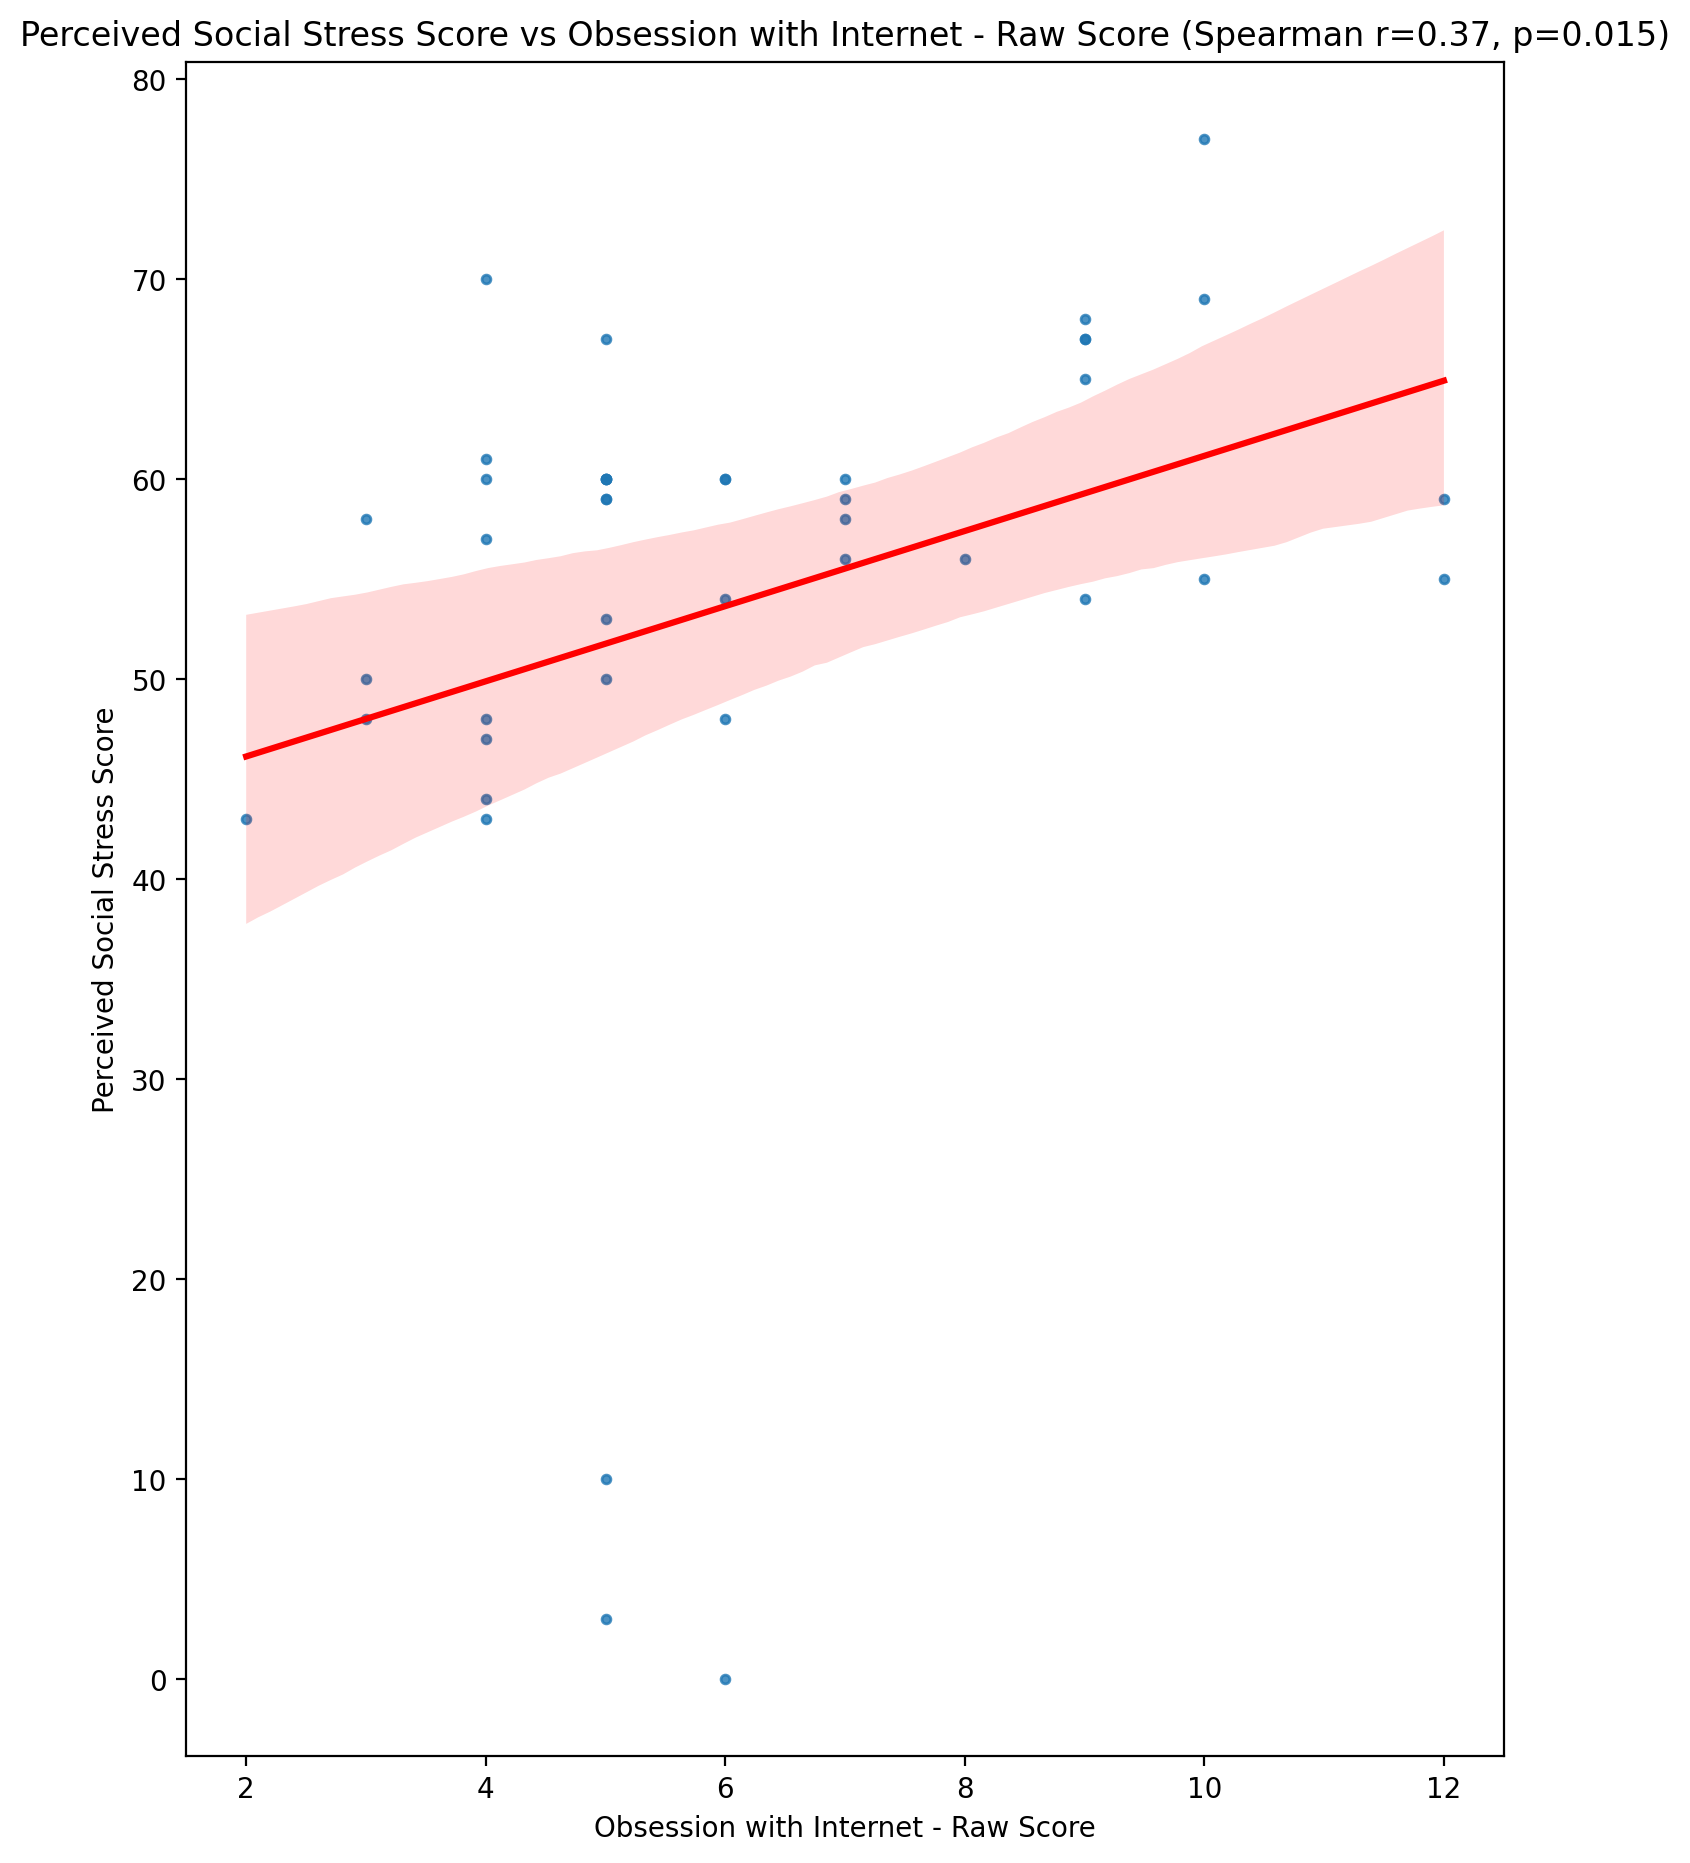 Perceived Social Stress Score vs Obsession with Internet - Raw Score (Spearman r=0.37, p=0.015)
80
70
60
50
40
30
20
10
0
Perceived Social Stress Score
2 4 6 8 10 12
Obsession with Internet - Raw Score